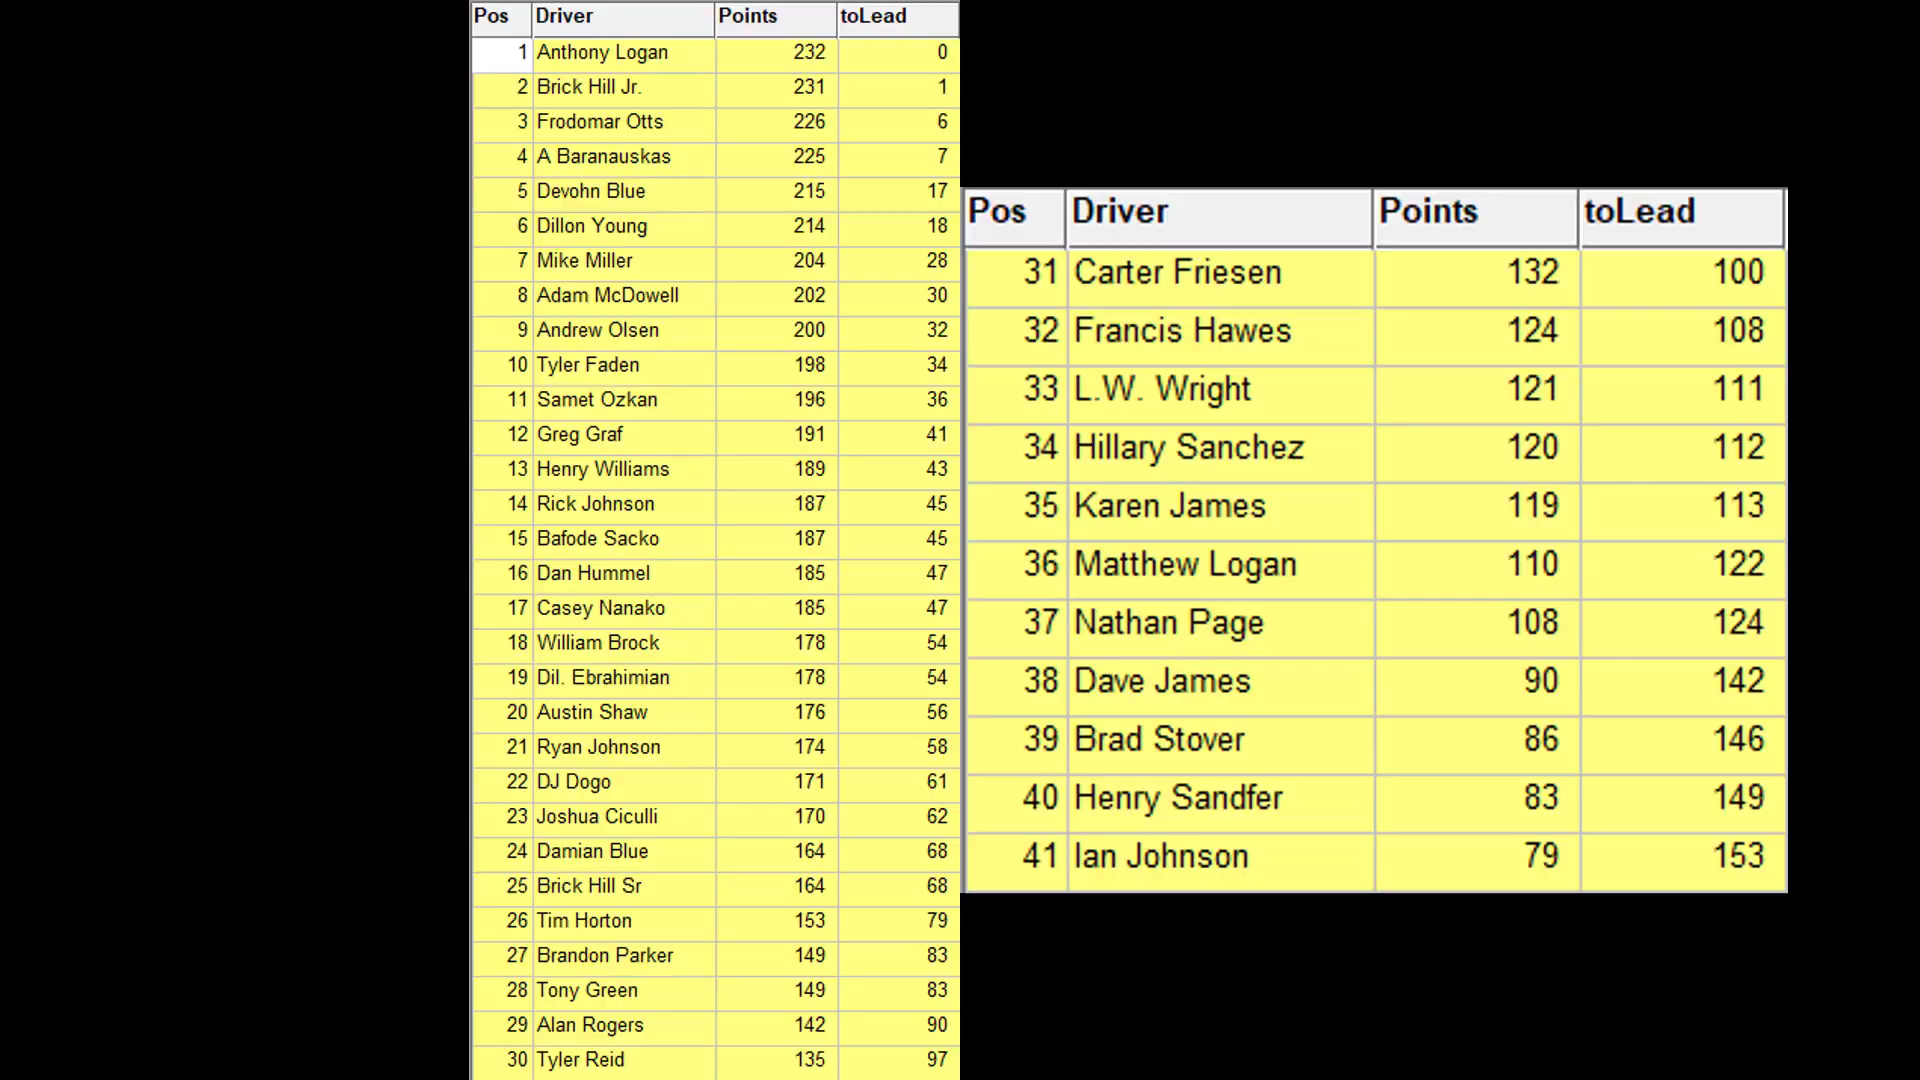 Pos Driver Points toLead
1 Anthony Logan 232 0
2 Brick Hill Jr. 231 1
3 Frodomar Otts 226 6
4 A Baranauskas 225 7
5 Devohn Blue 215 17
6 Dillon Young 214 18
7 Mike Miller 204 28
8 Adam McDowell 202 30
9 Andrew Olsen 200 32
10 Tyler Faden 198 34
11 Samet Ozkan 196 36
12 Greg Graf 191 41
13 Henry Williams 189 43
14 Rick Johnson 187 45
15 Bafode Sacko 187 45
16 Dan Hummel 185 47
17 Casey Nanako 185 47
18 William Brock 178 54
19 Dil. Ebrahimian 178 54
20 Austin Shaw 176 56
21 Ryan Johnson 174 58
22 DJ Dogo 171 61
23 Joshua Ciculli 170 62
24 Damian Blue 164 68
25 Brick Hill Sr 164 68
26 Tim Horton 153 79
27 Brandon Parker 149 83
28 Tony Green 149 83
29 Alan Rogers 142 90
30 Tyler Reid 135 97
Pos Driver Points toLead
31 Carter Friesen 132 100
32 Francis Hawes 124 108
33 L.W. Wright 121 111
34 Hillary Sanchez 120 112
35 Karen James 119 113
36 Matthew Logan 110 122
37 Nathan Page 108 124
38 Dave James 90 142
39 Brad Stover 86 146
40 Henry Sandfer 83 149
41 Ian Johnson 79 153